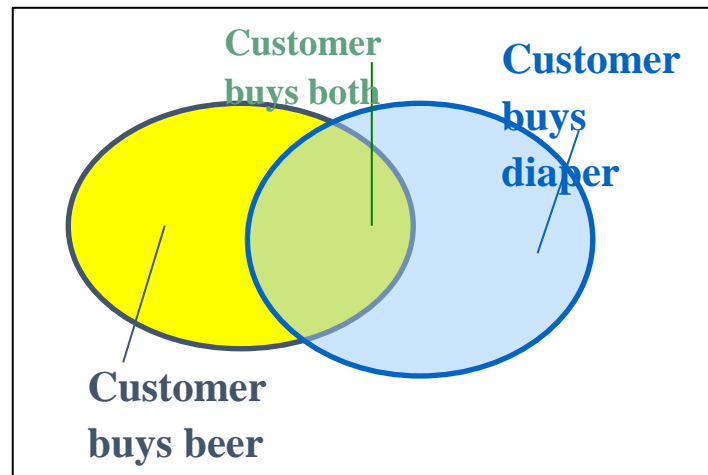 Customer
buys both
Customer
buys
diaper
Customer
buys beer